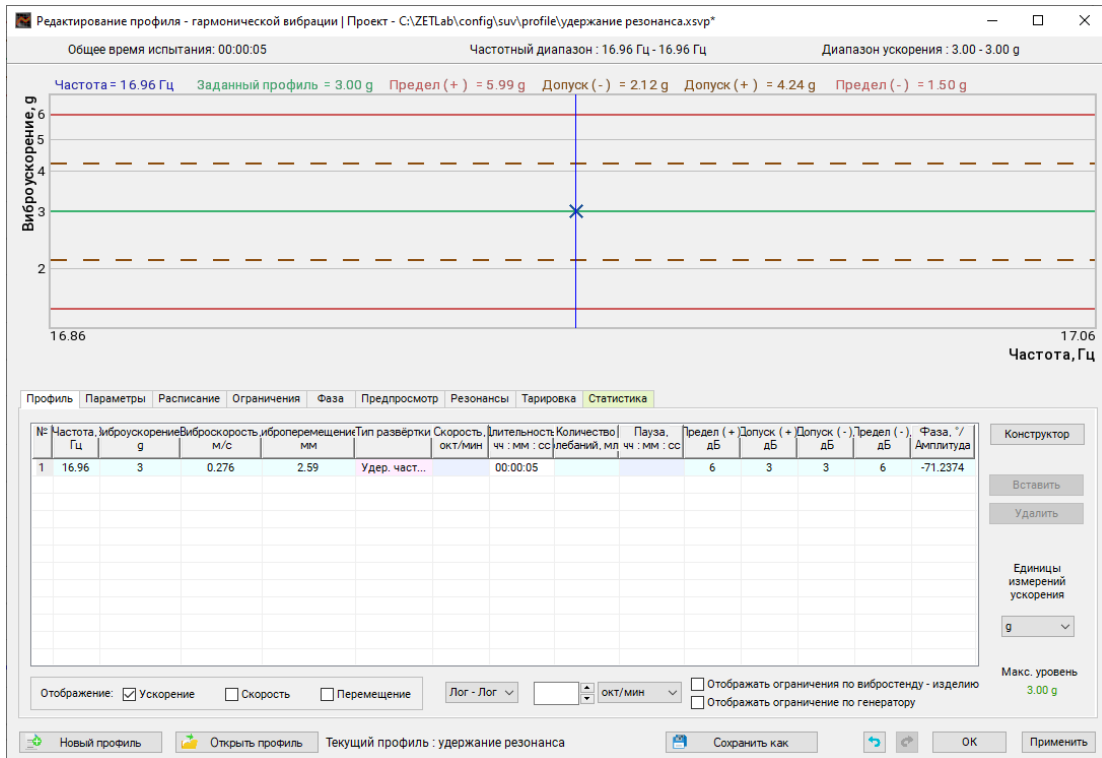 Редактирование профиля - гармонической вибрации | Проект - C:\ZETLab\config\suv\profile\удержание резонанса.xsvp*
Общее время испытания: 00:00:05 Частотный диапазон : 16.96 Гц - 16.96 Гц Диапазон ускорения : 3.00 - 3.00 g
Частота = 16.96 Гц Заданный профиль = 3.00 g Предел ( + ) = 5.99 g Допуск ( - ) = 2.12 g Допуск ( + ) = 4.24 g Предел ( - ) = 1.50 g
Виброускорение, g
6
5
4
3
2
16.86 17.06
Частота, Гц
Профиль Параметры Расписание Ограничения Фаза Предпросмотр Резонансы Тарировка Статистика
№ Частота, иброускорение Виброскорость, иброперемещение Тип развёртки Скорость, длительность Количество Пауза, Предел ( + ) Допуск ( + ) Допуск ( - ), Предел ( - ), Фаза, °/
Гц g м/с мм окт/мин чч : мм : сс олебаний, мл чч : мм : сс дБ дБ дБ дБ Амплитуда
1 16.96 3 0.276 2.59 Удер. част... 00:00:05 6 3 3 6 -71.2374
Конструктор
Вставить
Удалить
Единицы
измерений
ускорения
g
Макс. уровень
3.00 g
Отображение: Ускорение Скорость Перемещение Лог - Лог окт/мин
Отображать ограничения по вибростенду - изделию
Отображать ограничение по генератору
Новый профиль Открыть профиль Текущий профиль : удержание резонанса Сохранить как ОК Применить